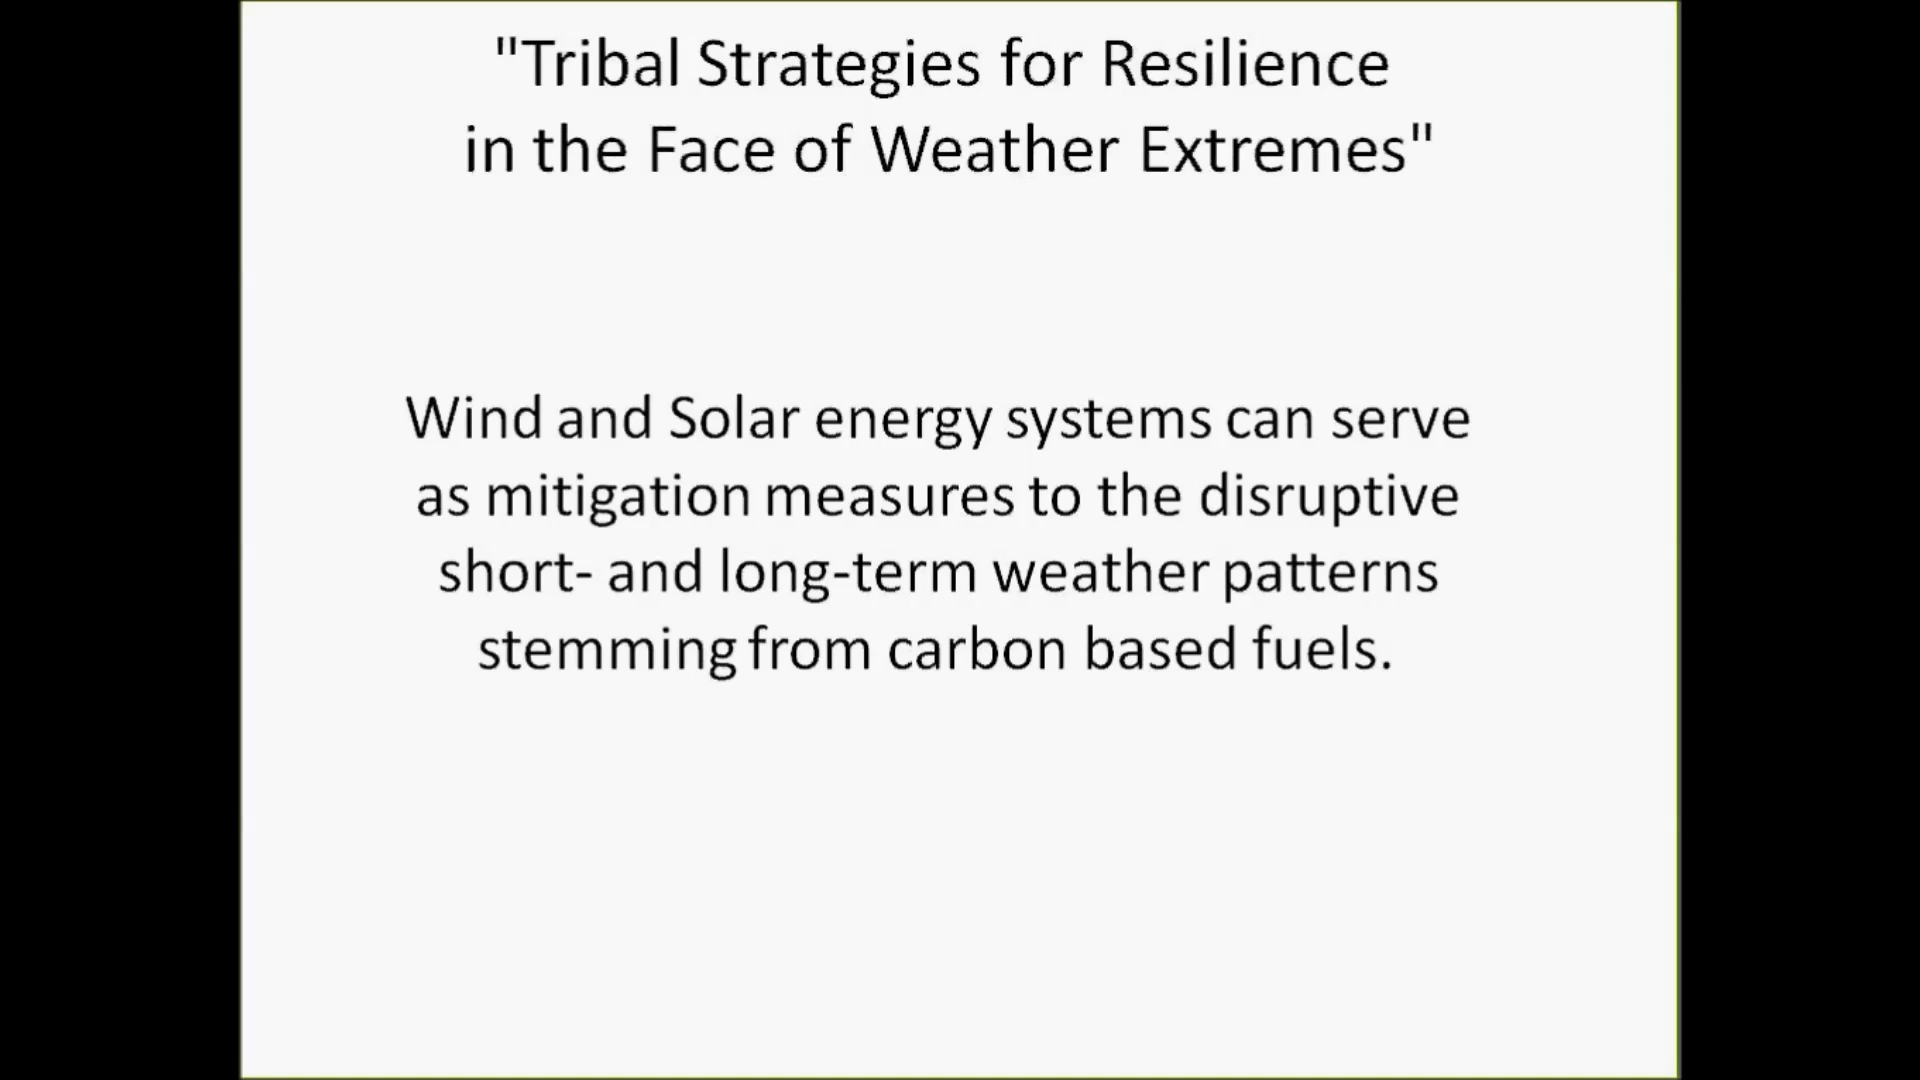 "Tribal Strategies for Resilience
in the Face of Weather Extremes"
Wind and Solar energy systems can serve
as mitigation measures to the disruptive
short- and long-term weather patterns
stemming from carbon based fuels.